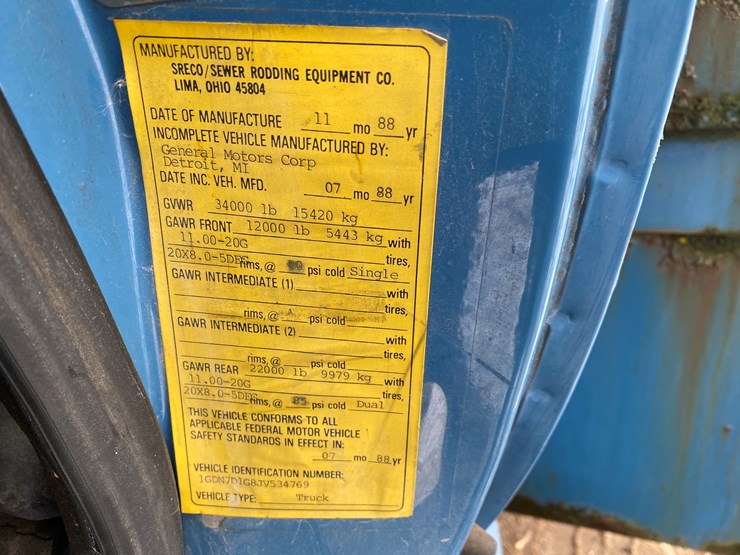 MANUFACTURED BY:
SRECO/SEWER RODDING EQUIPMENT CO.
LIMA, OHIO 45804
DATE OF MANUFACTURE 11 mo 88 yr
INCOMPLETE VEHICLE MANUFACTURED BY:
General Motors Corp
Detroit, MI
DATE INC. VEH. MFD. 07 mo 88 yr
GVWR 34000 lb 15420 kg
GAWR FRONT 12000 lb 5443 kg with
11.00-20G tires,
20X8.0-5DEG rims, @ psi cold Single
GAWR INTERMEDIATE (1) with
tires,
rims, @ psi cold
GAWR INTERMEDIATE (2) with
tires,
rims, @ psi cold
GAWR REAR 22000 lb 9979 kg with
11.00-20G tires,
20X8.0-5DEG rims, @ 85 psi cold Dual
THIS VEHICLE CONFORMS TO ALL
APPLICABLE FEDERAL MOTOR VEHICLE
SAFETY STANDARDS IN EFFECT IN:
07 mo 88 yr
VEHICLE IDENTIFICATION NUMBER:
1GDM7D1G8JV534769
VEHICLE TYPE: Truck